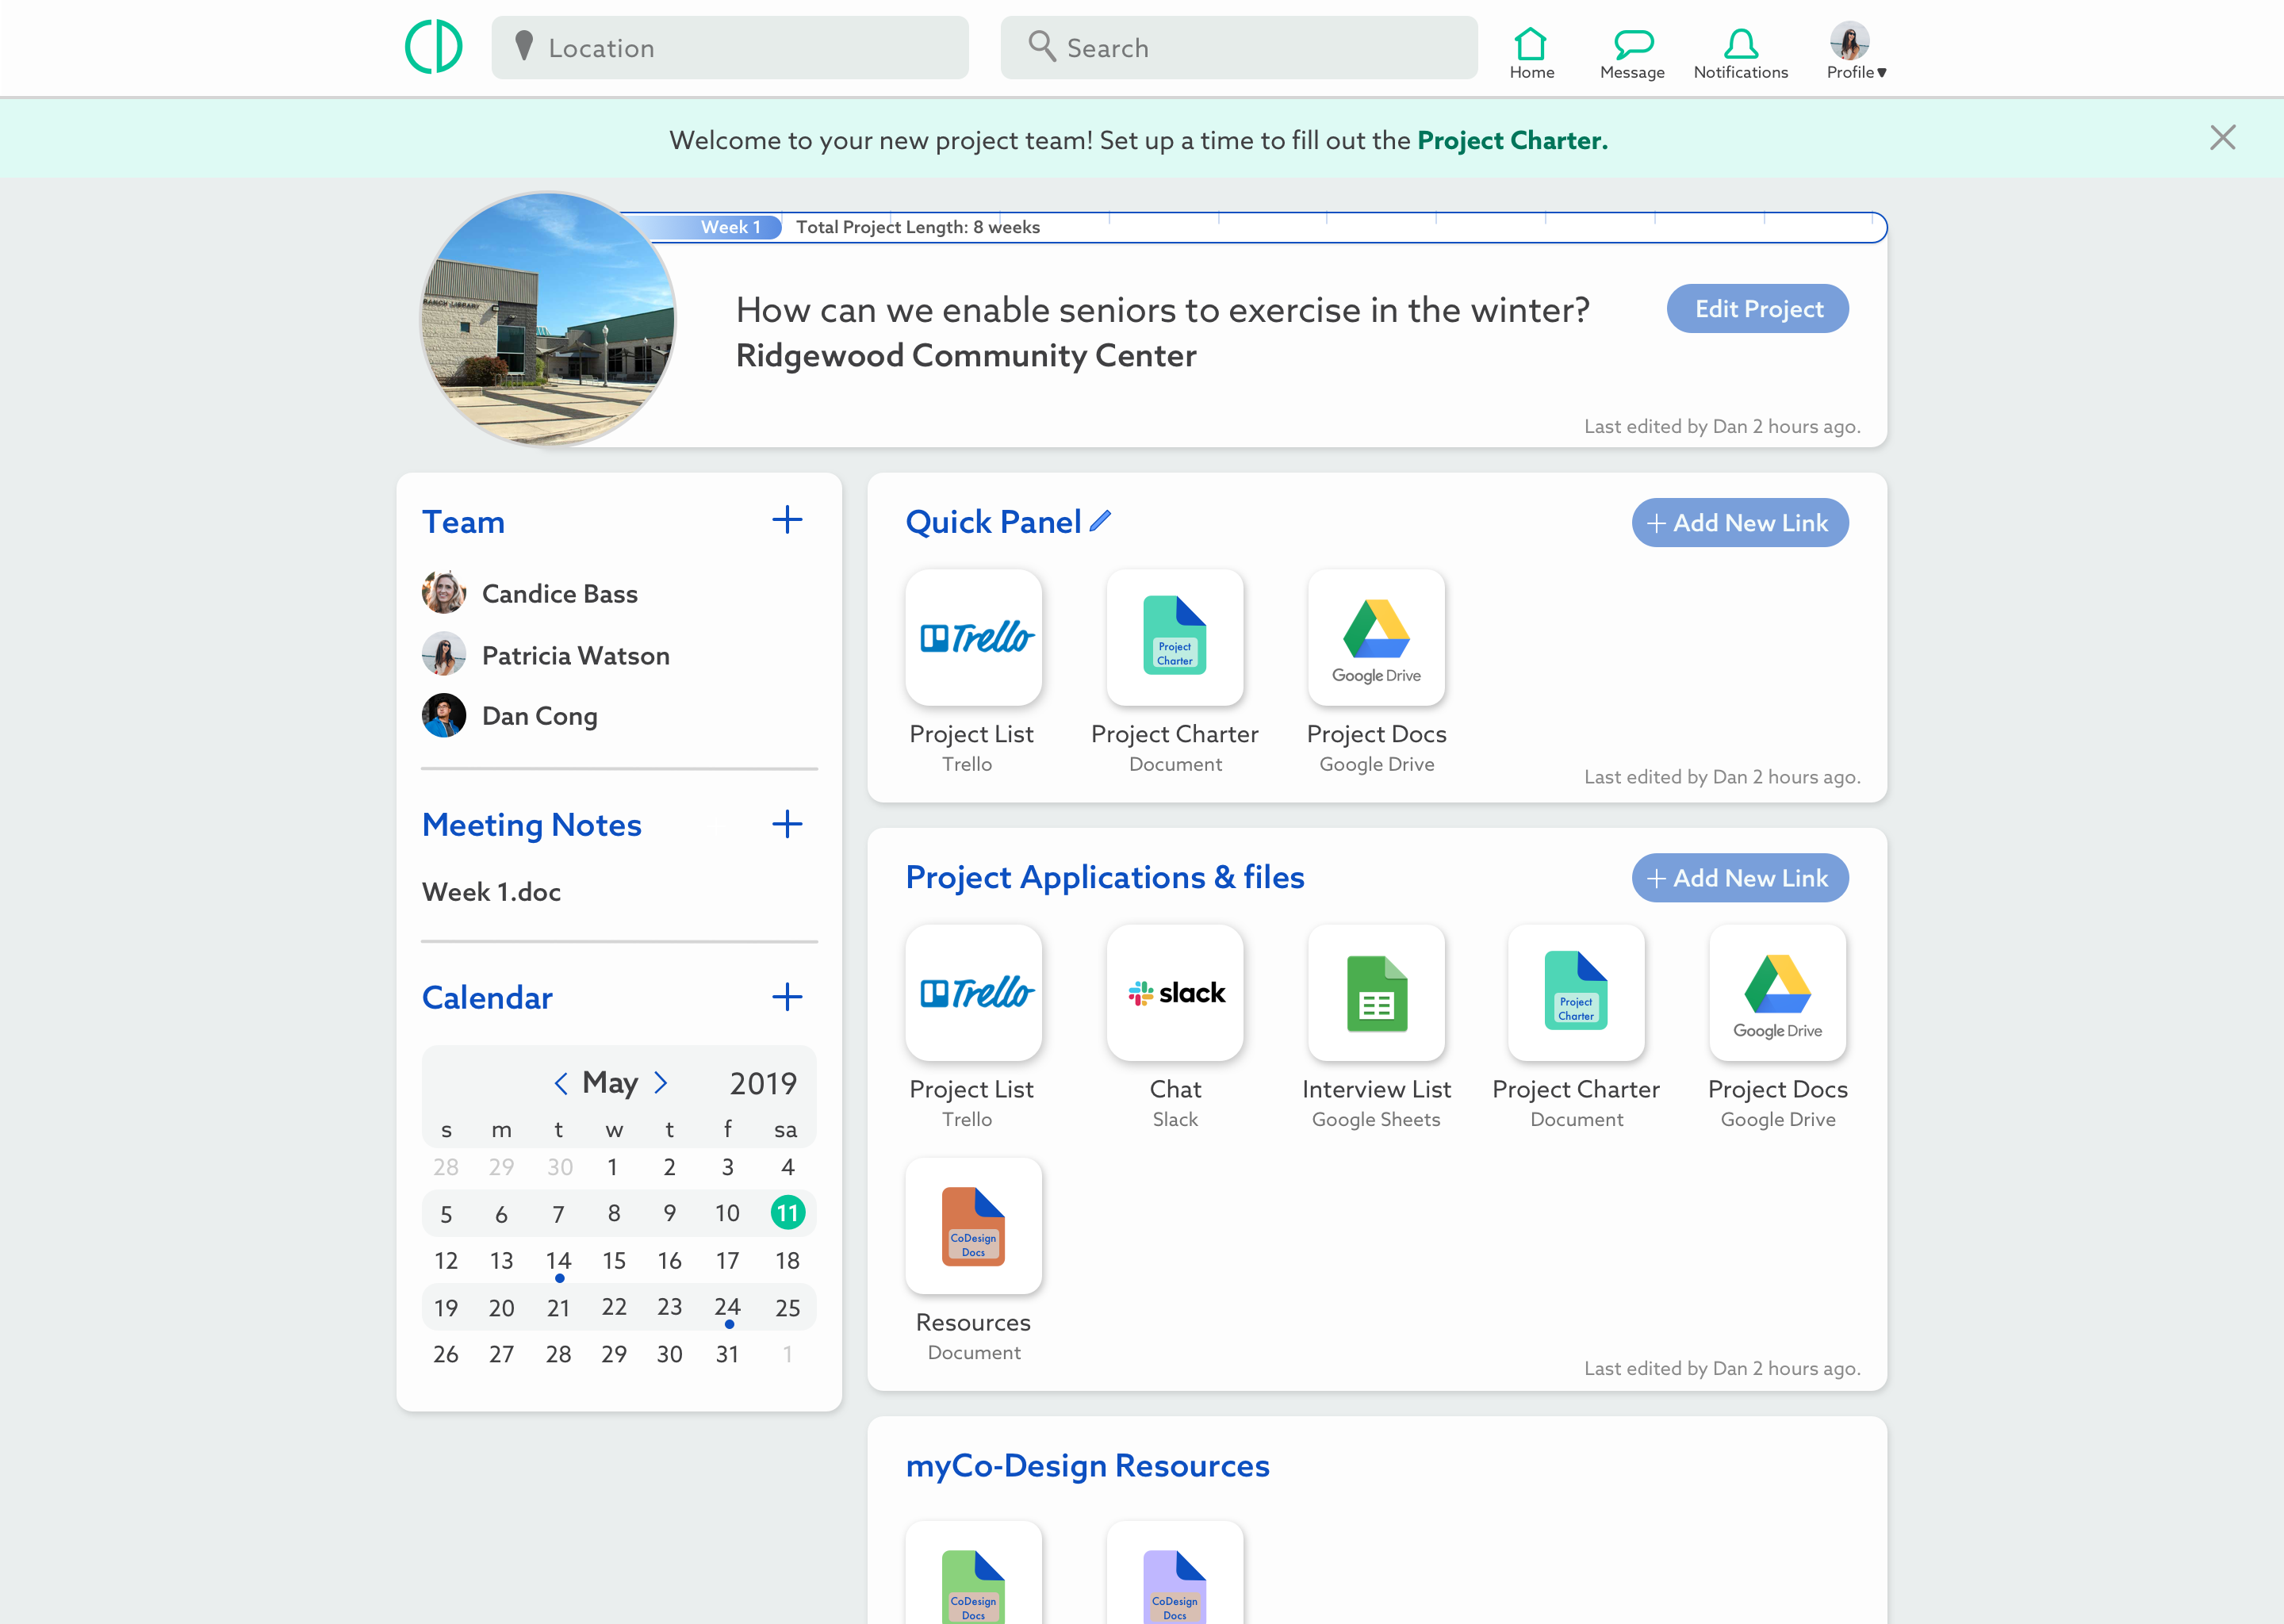 Location
Search
Home
Message
Notifications
Profile
Welcome to your new project team! Set up a time to fill out the Project Charter.
Week 1
Total Project Length: 8 weeks
How can we enable seniors to exercise in the winter?
Ridgewood Community Center
Edit Project
Last edited by Dan 2 hours ago.
Team
Candice Bass
Patricia Watson
Dan Cong
Meeting Notes
Week 1.doc
Calendar
May 2019
s m t w t f sa
28 29 30 1 2 3 4
5 6 7 8 9 10 11
12 13 14 15 16 17 18
19 20 21 22 23 24 25
26 27 28 29 30 31 1
Quick Panel
+ Add New Link
Trello
Project
Charter
Google Drive
Project List
Project Charter
Project Docs
Trello
Document
Google Drive
Last edited by Dan 2 hours ago.
Project Applications & files
+ Add New Link
Trello
slack
Project
Charter
Google Drive
Project List
Chat
Interview List
Project Charter
Project Docs
Trello
Slack
Google Sheets
Document
Google Drive
CoDesign
Docs
Resources
Document
Last edited by Dan 2 hours ago.
myCo-Design Resources
CoDesign
Docs
CoDesign
Docs